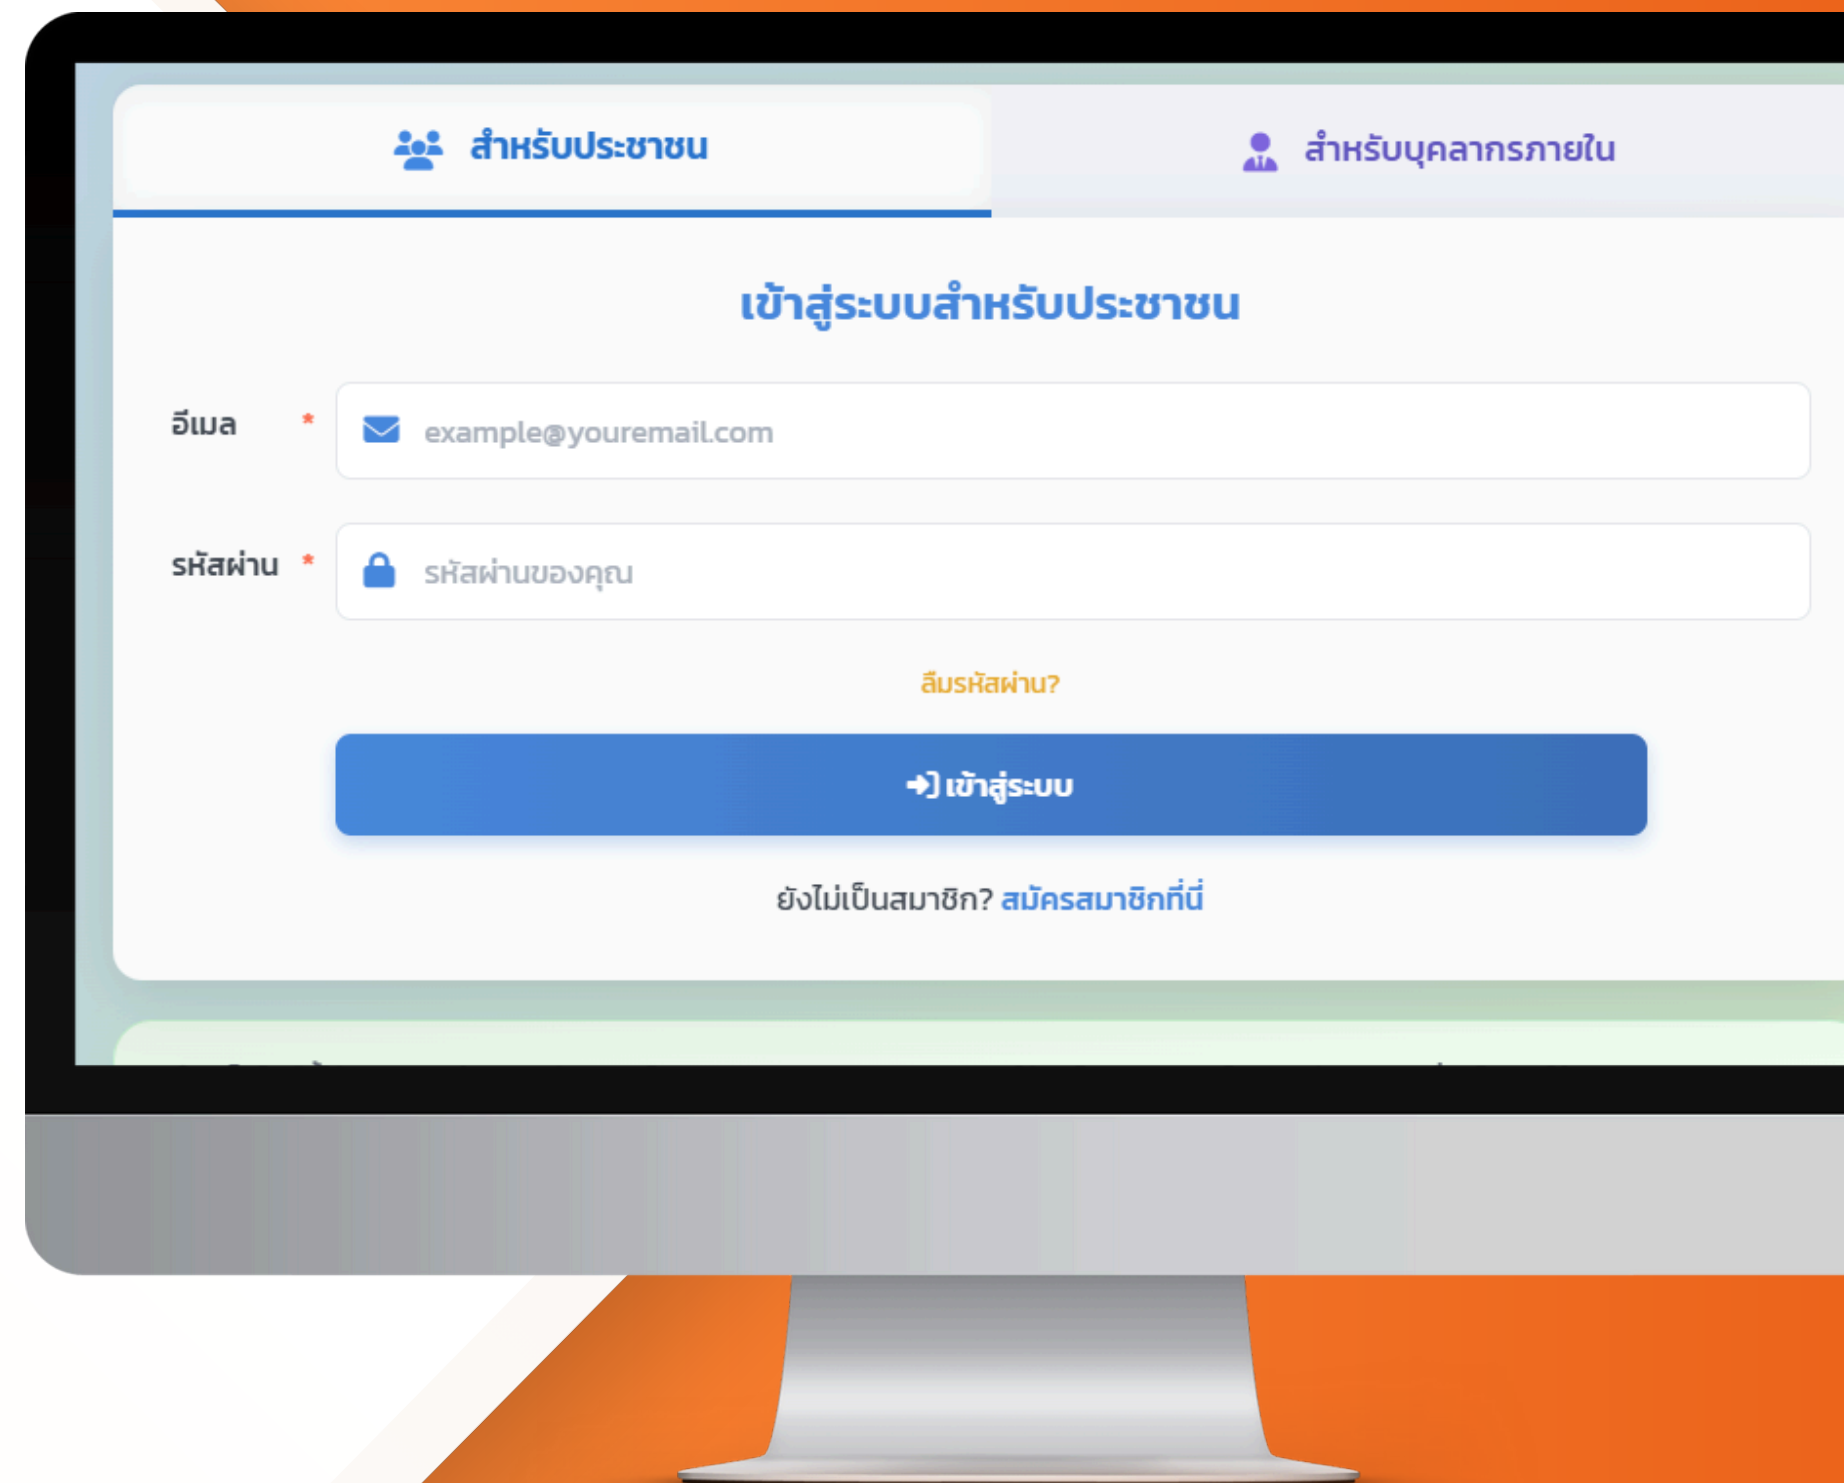 สำหรับประชาชน
สำหรับบุคลากรภายใน
เข้าสู่ระบบสำหรับประชาชน
อีเมล *
example@youremail.com
รหัสผ่าน *
รหัสผ่านของคุณ
ลืมรหัสผ่าน?
เข้าสู่ระบบ
ยังไม่เป็นสมาชิก? สมัครสมาชิกที่นี่